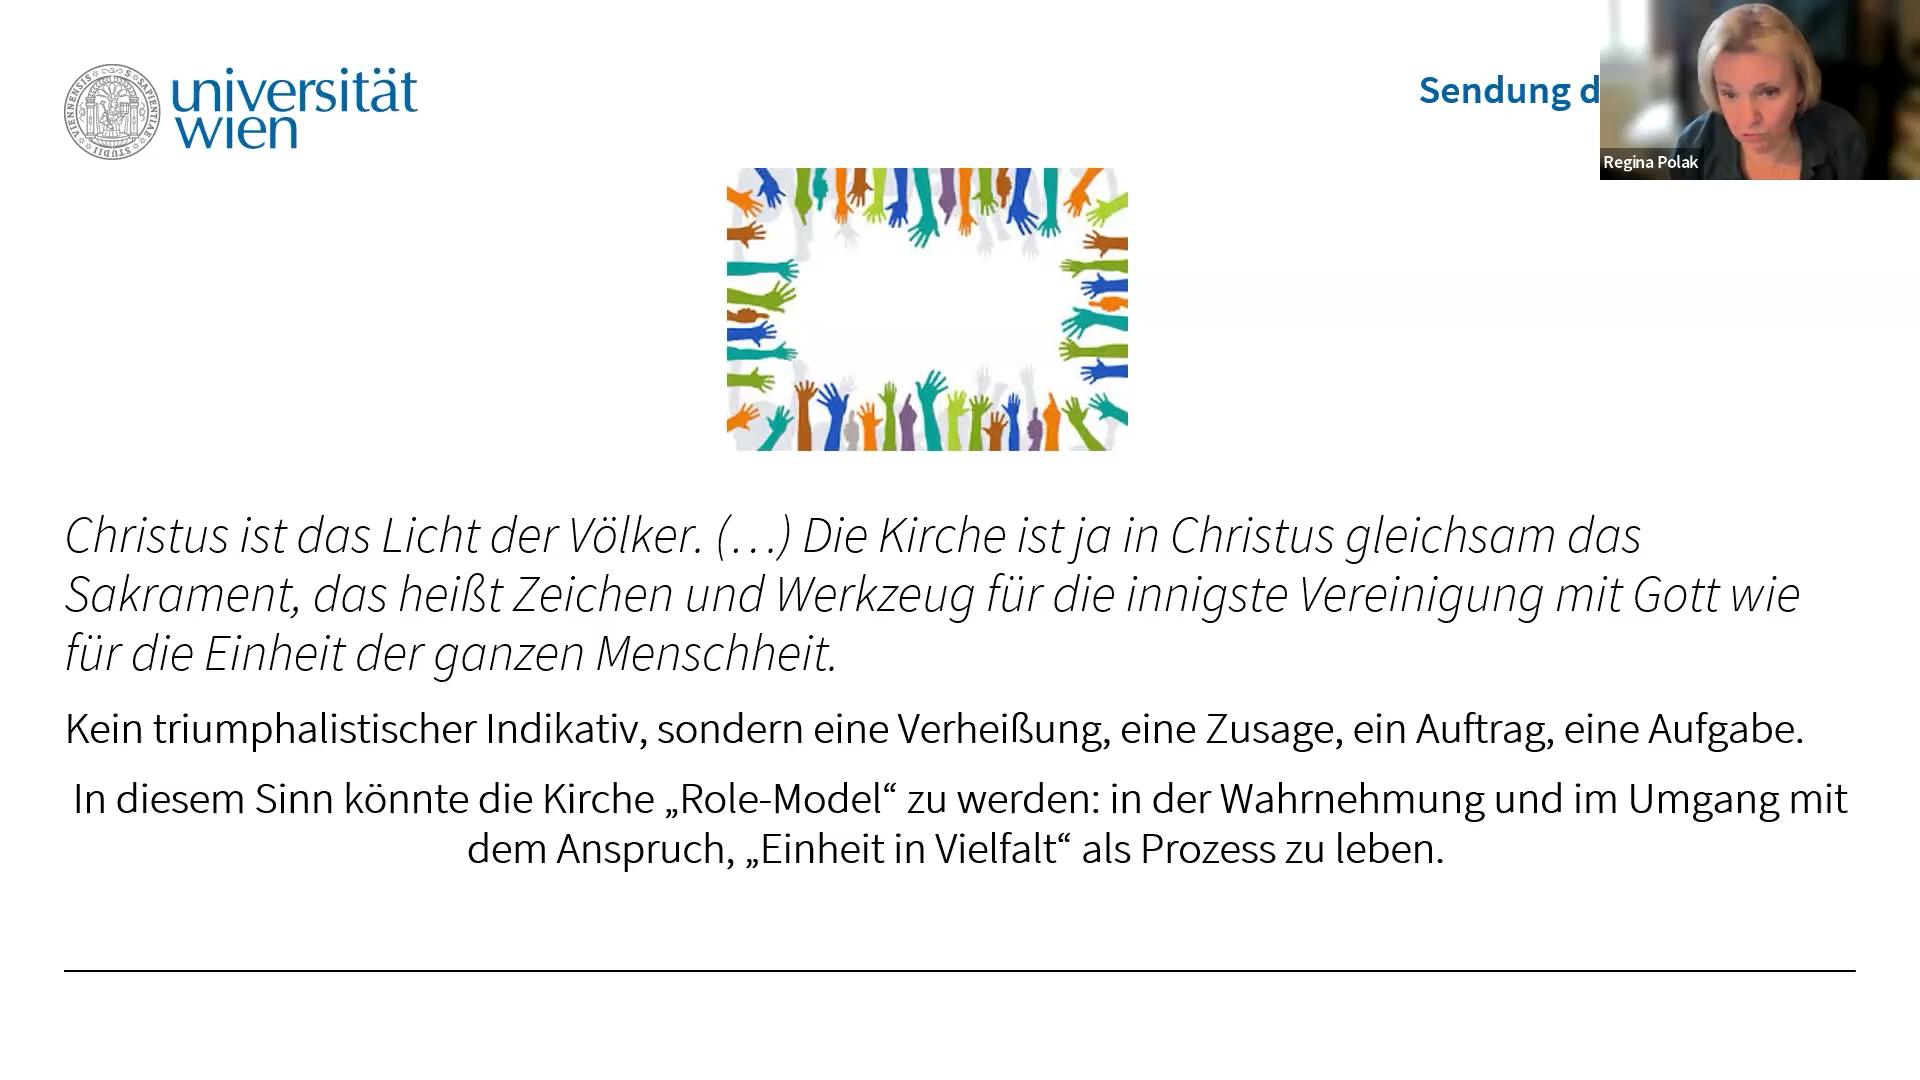 universität
wien
Sendung d
Regina Polak
Christus ist das Licht der Völker. (…) Die Kirche ist ja in Christus gleichsam das
Sakrament, das heißt Zeichen und Werkzeug für die innigste Vereinigung mit Gott wie
für die Einheit der ganzen Menschheit.
Kein triumphalistischer Indikativ, sondern eine Verheißung, eine Zusage, ein Auftrag, eine Aufgabe.
In diesem Sinn könnte die Kirche „Role-Model“ zu werden: in der Wahrnehmung und im Umgang mit
dem Anspruch, „Einheit in Vielfalt“ als Prozess zu leben.